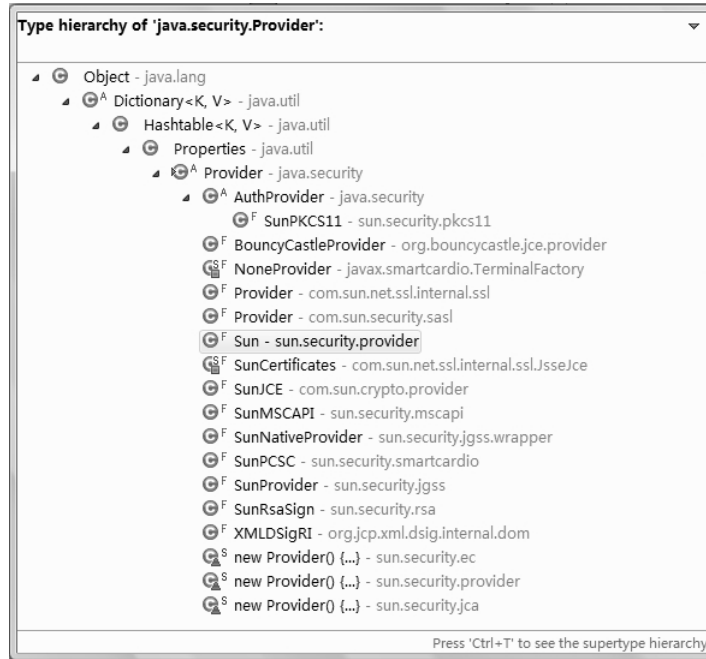 Type hierarchy of 'java.security.Provider':
Object - java.lang
Dictionary<K, V> - java.util
Hashtable<K, V> - java.util
Properties - java.util
Provider - java.security
AuthProvider - java.security
SunPKCS11 - sun.security.pkcs11
BouncyCastleProvider - org.bouncycastle.jce.provider
NoneProvider - javax.smartcardio.TerminalFactory
Provider - com.sun.net.ssl.internal.ssl
Provider - com.sun.security.sasl
Sun - sun.security.provider
SunCertificates - com.sun.net.ssl.internal.ssl.JsseJce
SunJCE - com.sun.crypto.provider
SunMSCAPI - sun.security.mscapi
SunNativeProvider - sun.security.jgss.wrapper
SunPCSC - sun.security.smartcardio
SunProvider - sun.security.jgss
SunRsaSign - sun.security.rsa
XMLDSigRI - org.jcp.xml.dsig.internal.dom
new Provider() {...} - sun.security.ec
new Provider() {...} - sun.security.provider
new Provider() {...} - sun.security.jca
Press 'Ctrl+T' to see the supertype hierarchy